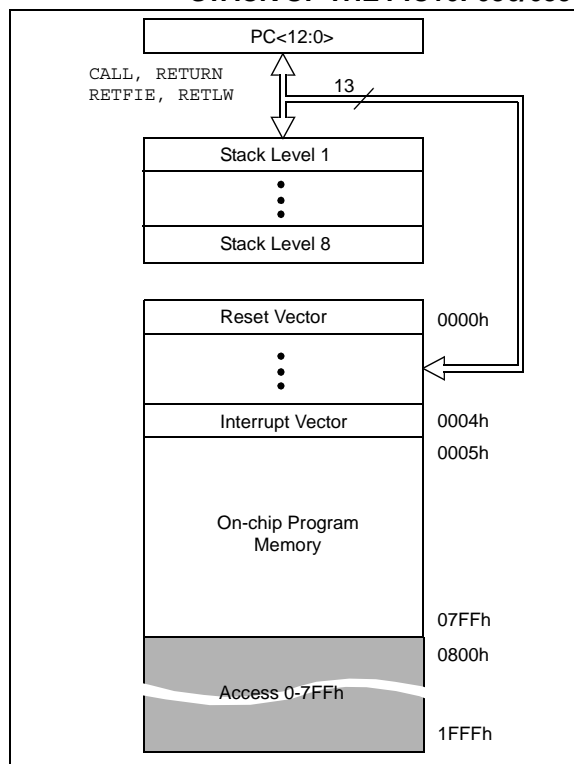 PC<12:0>
CALL, RETURN
RETFIE, RETLW
13
Stack Level 1
Stack Level 8
Reset Vector
0000h
Interrupt Vector
0004h
0005h
On-chip Program
Memory
07FFh
0800h
Access 0-7FFh
1FFFh